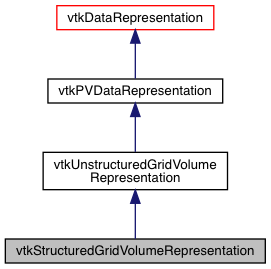 vtkDataRepresentation
vtkPVDataRepresentation
vtkUnstructuredGridVolume
Representation
vtkStructuredGridVolumeRepresentation